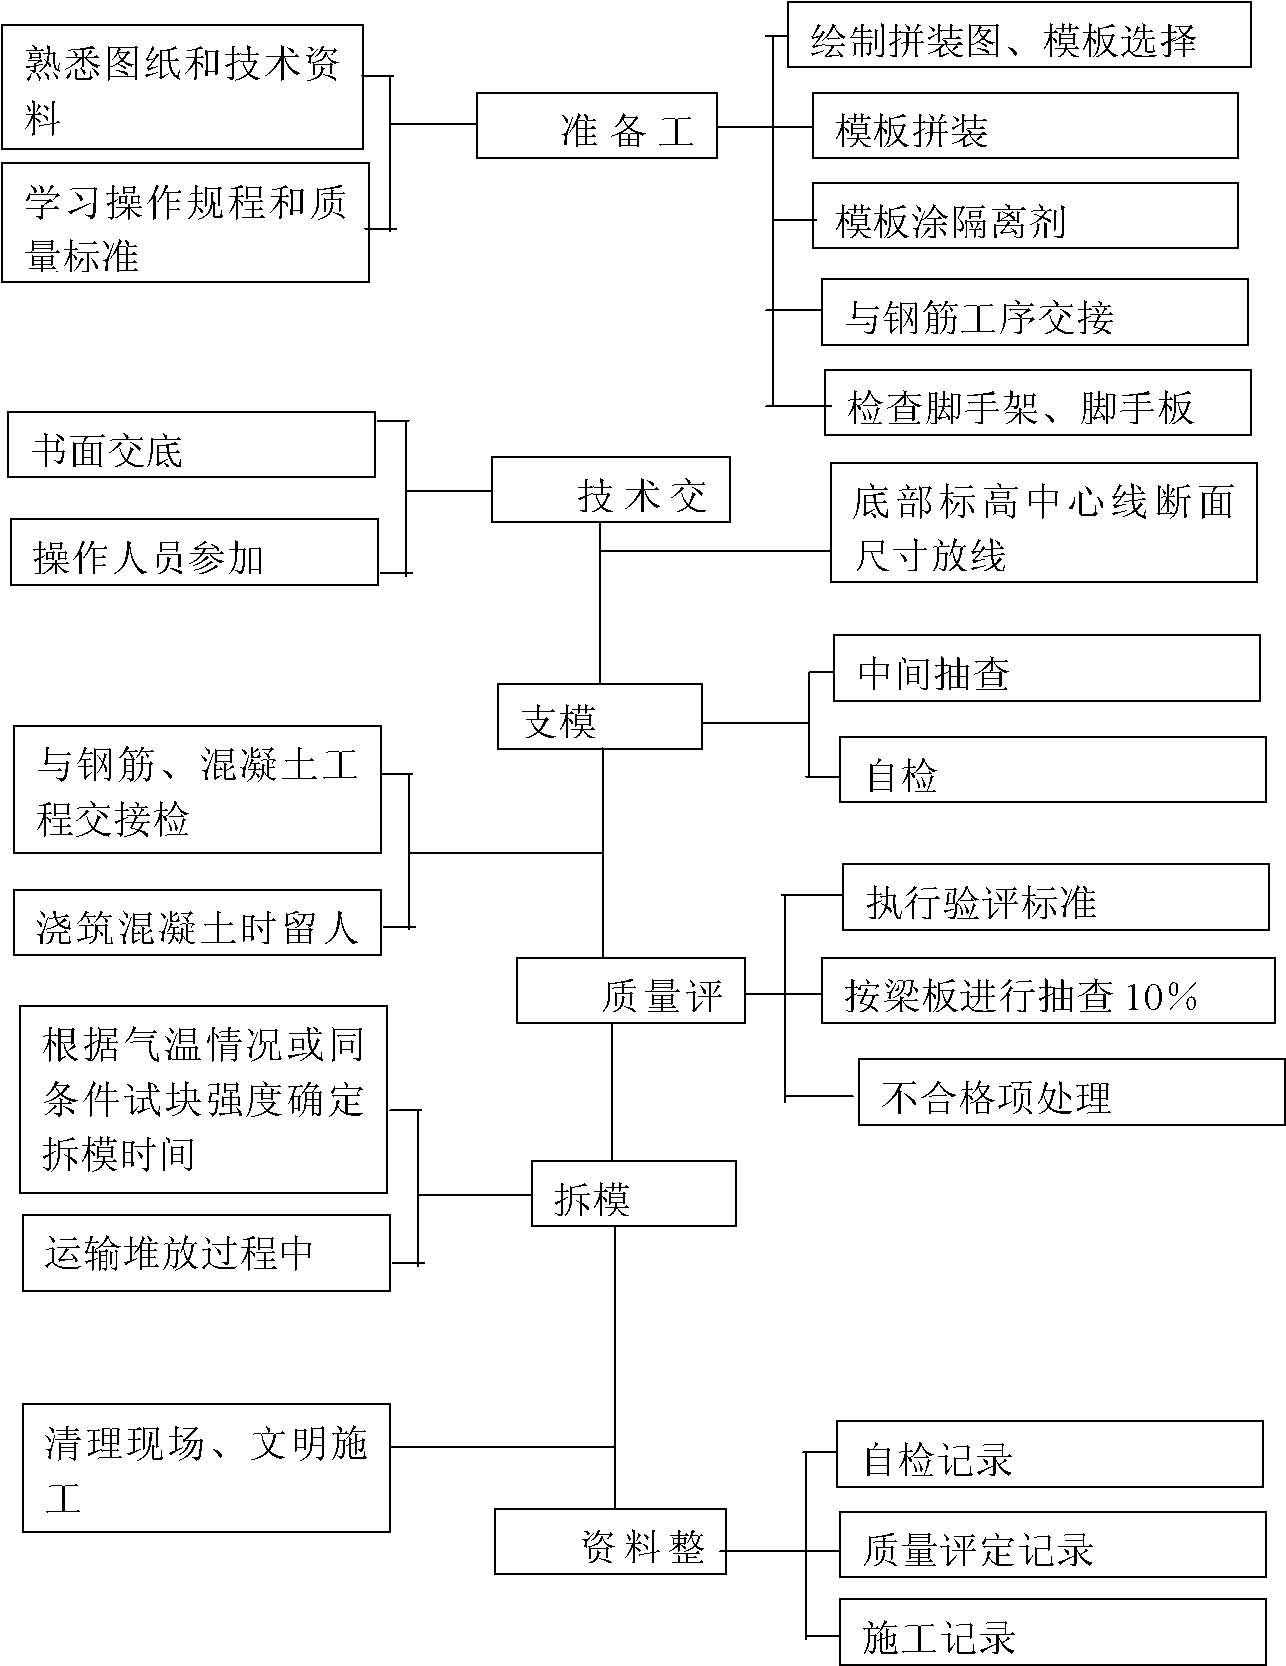 绘制拼装图、模板选择
熟悉图纸和技术资
料
准备工
模板拼装
学习操作规程和质
量标准
模板涂隔离剂
与钢筋工序交接
检查脚手架、脚手板
书面交底
技术交
底部标高中心线断面
尺寸放线
操作人员参加
中间抽查
支模
自检
与钢筋、混凝土工
程交接检
执行验评标准
浇筑混凝土时留人
质量评
按梁板进行抽查10%
根据气温情况或同
条件试块强度确定
拆模时间
不合格项处理
拆模
运输堆放过程中
清理现场、文明施
工
自检记录
资料整
质量评定记录
施工记录